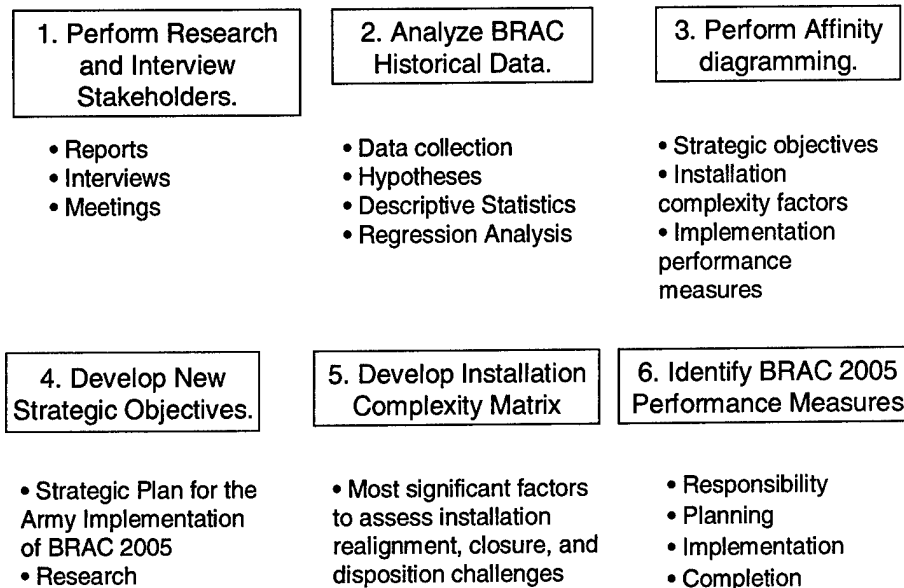 1. Perform Research
and Interview
Stakeholders.
• Reports
• Interviews
• Meetings
2. Analyze BRAC
Historical Data.
• Data collection
• Hypotheses
• Descriptive Statistics
• Regression Analysis
3. Perform Affinity
diagramming.
• Strategic objectives
• Installation
complexity factors
• Implementation
performance
measures
4. Develop New
Strategic Objectives.
• Strategic Plan for the
Army Implementation
of BRAC 2005
• Research
5. Develop Installation
Complexity Matrix
• Most significant factors
to assess installation
realignment, closure, and
disposition challenges
6. Identify BRAC 2005
Performance Measures
• Responsibility
• Planning
• Implementation
• Completion